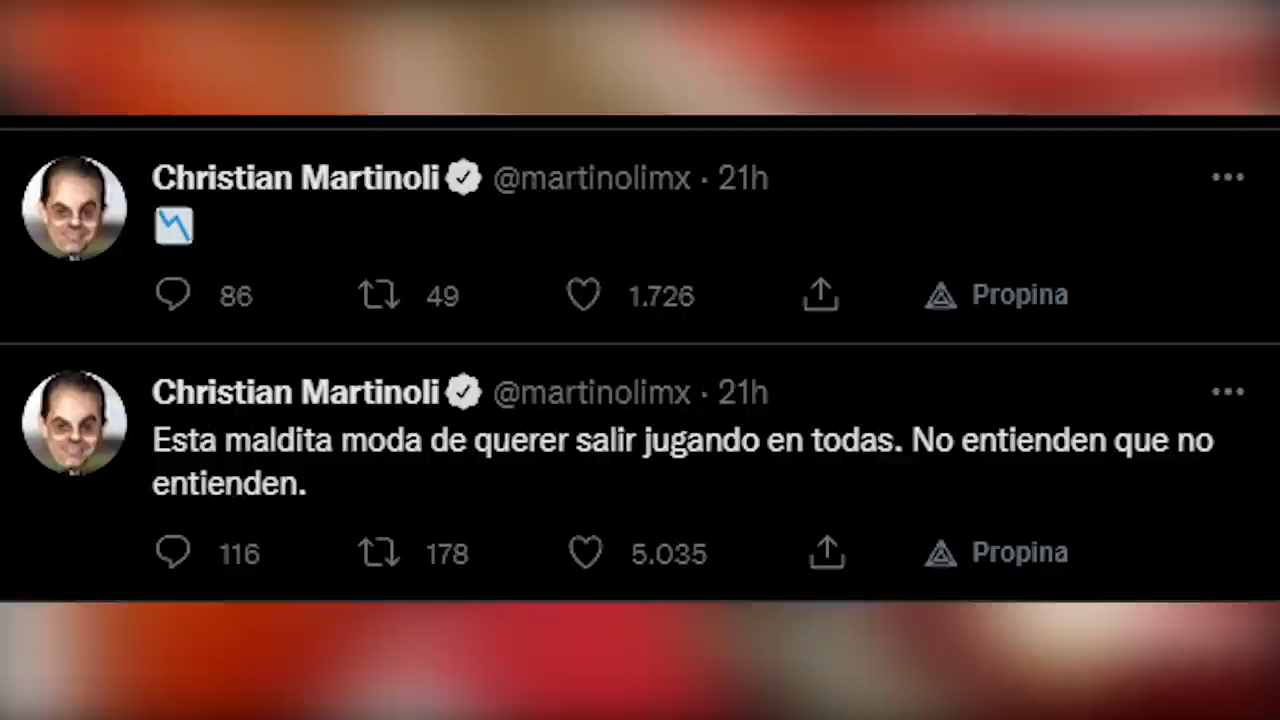 Christian Martinoli @martinolimx · 21h
📉
86 49 1.726 Propina
Christian Martinoli @martinolimx · 21h
Esta maldita moda de querer salir jugando en todas. No entienden que no
entienden.
116 178 5.035 Propina